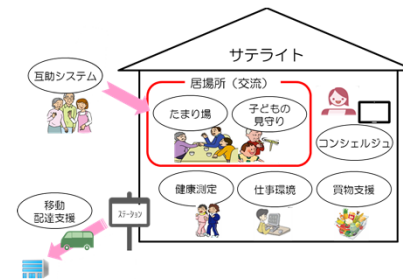 サテライト
互助システム
居場所（交流）
たまり場
子どもの
見守り
コンシェルジュ
健康測定
仕事環境
買物支援
移動
配達支援
ステーション